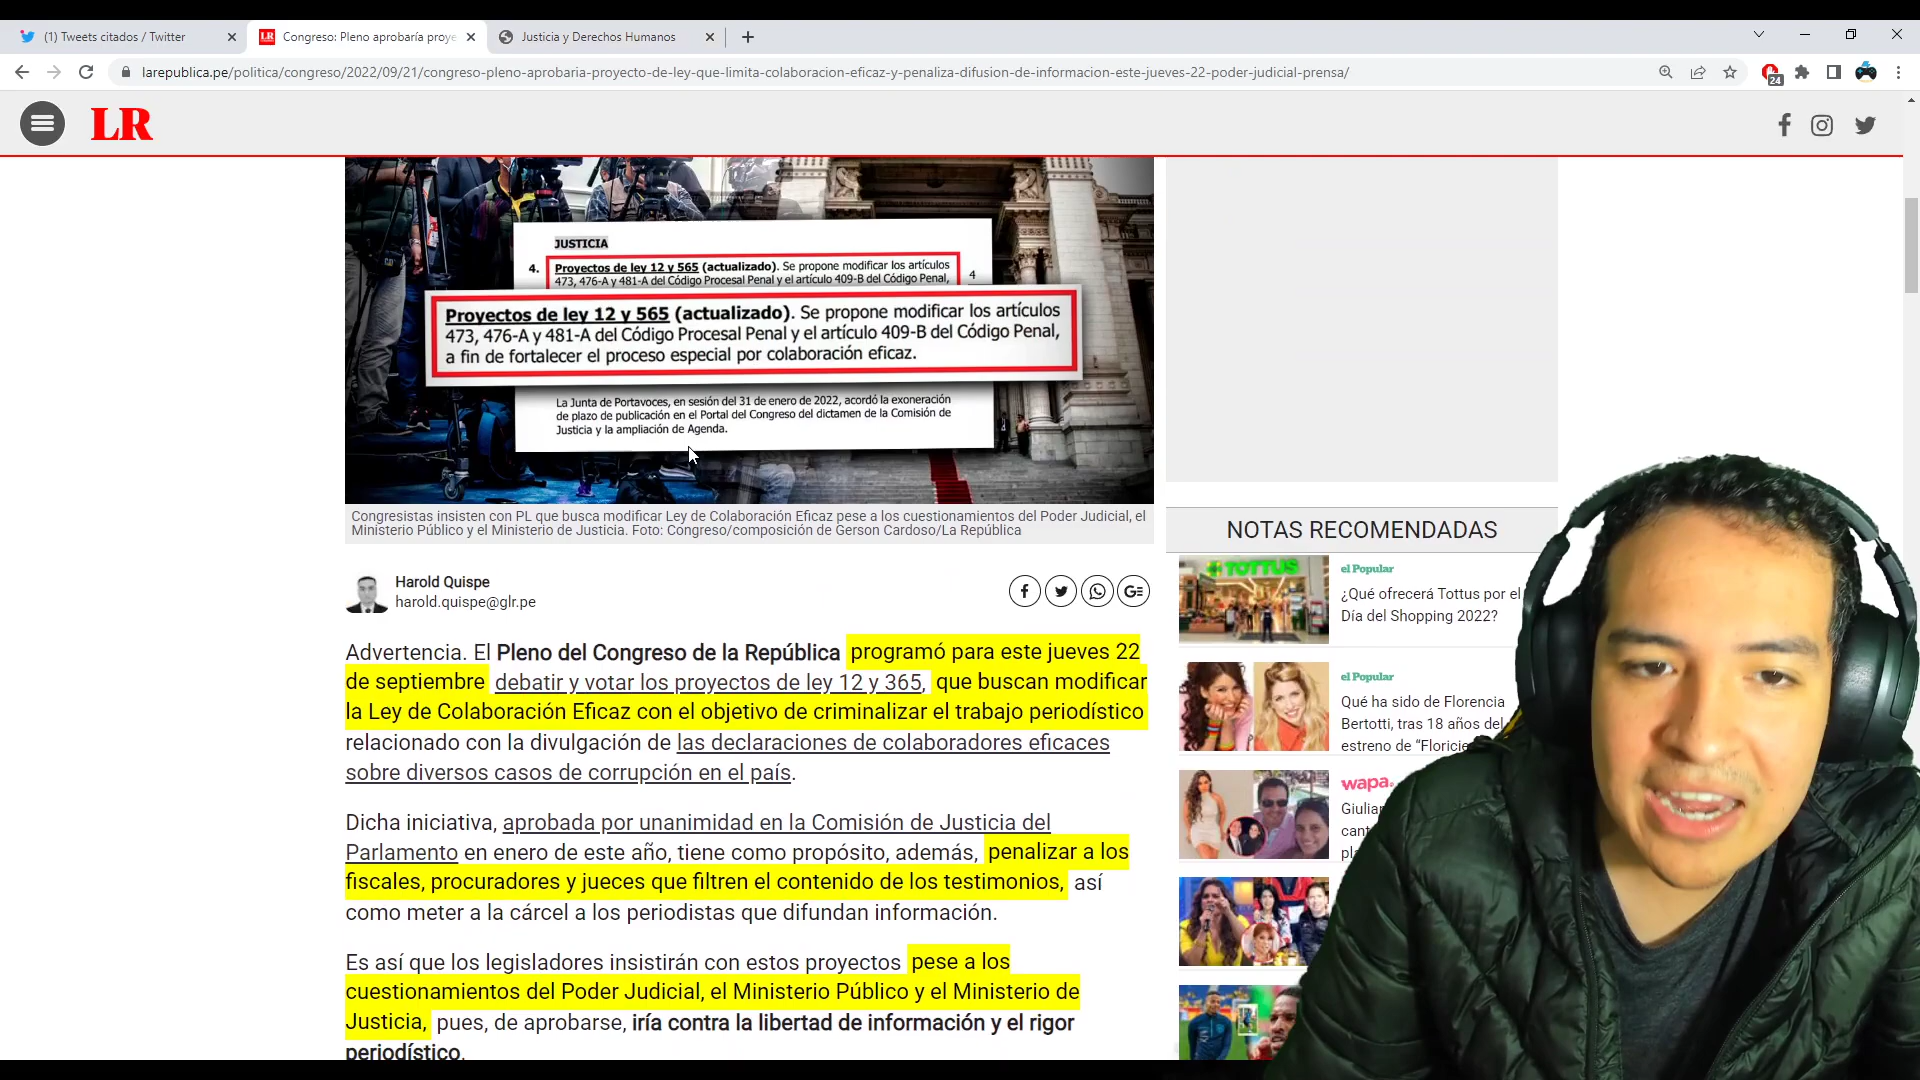 (1) Tweets citados / Twitter
Congreso: Pleno aprobaría proye
Justicia y Derechos Humanos
larepublica.pe/politica/congreso/2022/09/21/congreso-pleno-aprobaria-proyecto-de-ley-que-limita-colaboracion-eficaz-y-penaliza-difusion-de-informacion-este-jueves-22-poder-judicial-prensa/
24
LR
JUSTICIA
4. Proyectos de ley 12 y 565 (actualizado). Se propone modificar los artículos 4
473, 476-A y 481-A del Código Procesal Penal y el artículo 409-B del Código Penal,
Proyectos de ley 12 y 565 (actualizado). Se propone modificar los artículos
473, 476-A y 481-A del Código Procesal Penal y el artículo 409-B del Código Penal,
a fin de fortalecer el proceso especial por colaboración eficaz.
La Junta de Portavoces, en sesión del 31 de enero de 2022, acordó la exoneración
de plazo de publicación en el Portal del Congreso del dictamen de la Comisión de
Justicia y la ampliación de Agenda.
Congresistas insisten con PL que busca modificar Ley de Colaboración Eficaz pese a los cuestionamientos del Poder Judicial, el
Ministerio Público y el Ministerio de Justicia. Foto: Congreso/composición de Gerson Cardoso/La República
Harold Quispe
harold.quispe@glr.pe
Advertencia. El Pleno del Congreso de la República programó para este jueves 22
de septiembre debatir y votar los proyectos de ley 12 y 365, que buscan modificar
la Ley de Colaboración Eficaz con el objetivo de criminalizar el trabajo periodístico
relacionado con la divulgación de las declaraciones de colaboradores eficaces
sobre diversos casos de corrupción en el país.
Dicha iniciativa, aprobada por unanimidad en la Comisión de Justicia del
Parlamento en enero de este año, tiene como propósito, además, penalizar a los
fiscales, procuradores y jueces que filtren el contenido de los testimonios, así
como meter a la cárcel a los periodistas que difundan información.
Es así que los legisladores insistirán con estos proyectos pese a los
cuestionamientos del Poder Judicial, el Ministerio Público y el Ministerio de
Justicia, pues, de aprobarse, iría contra la libertad de información y el rigor
periodístico.
NOTAS RECOMENDADAS
TOTTUS
el Popular
¿Qué ofrecerá Tottus por el
Día del Shopping 2022?
el Popular
Qué ha sido de Florencia
Bertotti, tras 18 años del
estreno de “Floricie
wapa.
Giulian
cant
pla